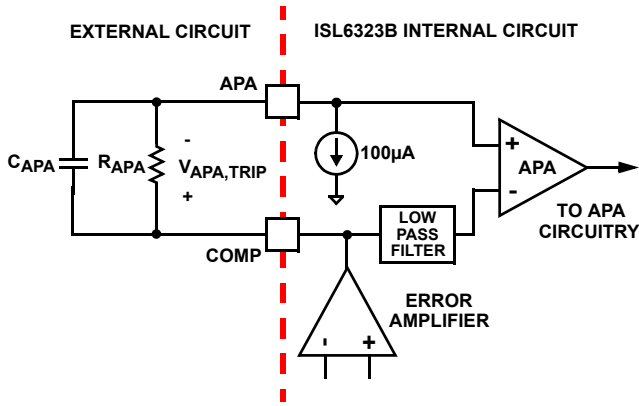 EXTERNAL CIRCUIT
ISL6323B INTERNAL CIRCUIT
APA
CAPA
RAPA
-
VAPA,TRIP
+
100µA
+
APA
-
LOW
PASS
FILTER
TO APA
CIRCUITRY
COMP
ERROR
AMPLIFIER
- +